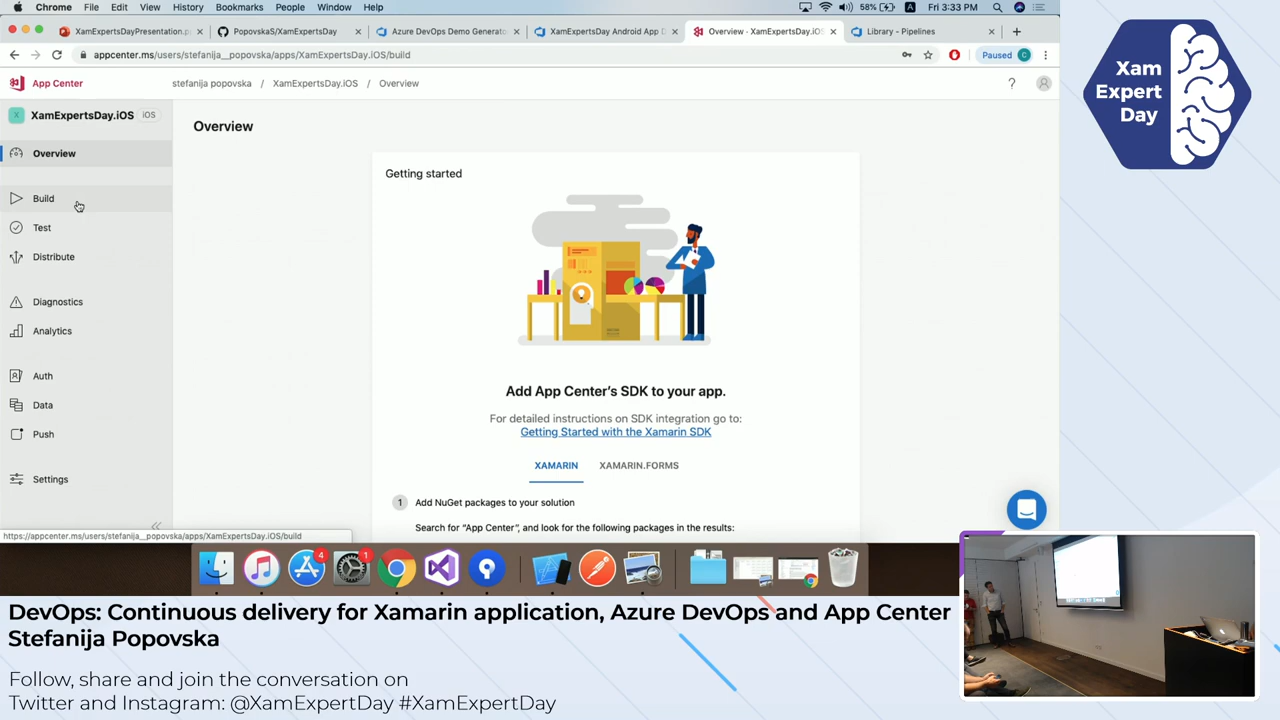 Chrome File Edit View History Bookmarks People Window Help
58% A Fri 3:33 PM
XamExpertsDayPresentation.p
PopovskaS/XamExpertsDay
Azure DevOps Demo Generato
XamExpertsDay Android App D
Overview - XamExpertsDay.iOS
Library - Pipelines
appcenter.ms/users/stefanija__popovska/apps/XamExpertsDay.iOS/build
Paused C
App Center
stefanija popovska / XamExpertsDay.iOS / Overview
?
X XamExpertsDay.iOS iOS
Overview
Build
Test
Distribute
Diagnostics
Analytics
Auth
Data
Push
Settings
Overview
Getting started
Add App Center's SDK to your app.
For detailed instructions on SDK integration go to:
Getting Started with the Xamarin SDK
XAMARIN XAMARIN.FORMS
1 Add NuGet packages to your solution
Search for “App Center”, and look for the following packages in the results:
https://appcenter.ms/users/stefanija__popovska/apps/XamExpertsDay.iOS/build
4
1
Xam
Expert
Day
DevOps: Continuous delivery for Xamarin application, Azure DevOps and App Center
Stefanija Popovska
Follow, share and join the conversation on
Twitter and Instagram: @XamExpertDay #XamExpertDay